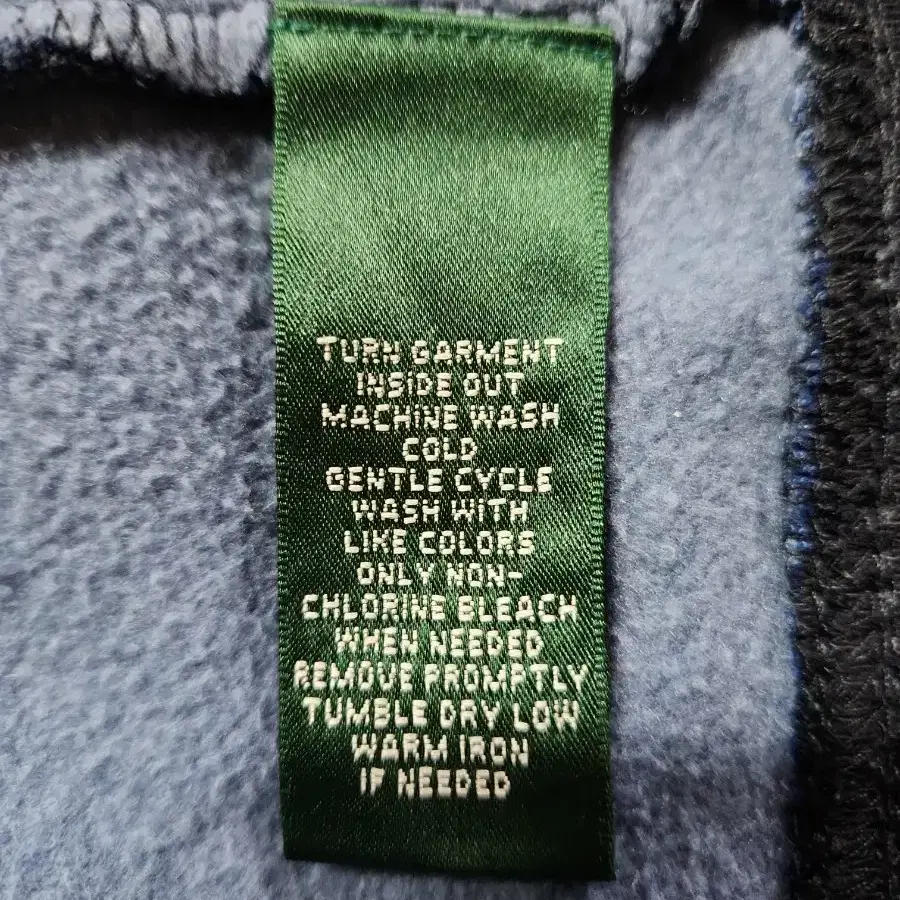 TURN GARMENT
INSIDE OUT
MACHINE WASH
COLD
GENTLE CYCLE
WASH WITH
LIKE COLORS
ONLY NON-
CHLORINE BLEACH
WHEN NEEDED
REMOVE PROMPTLY
TUMBLE DRY LOW
WARM IRON
IF NEEDED